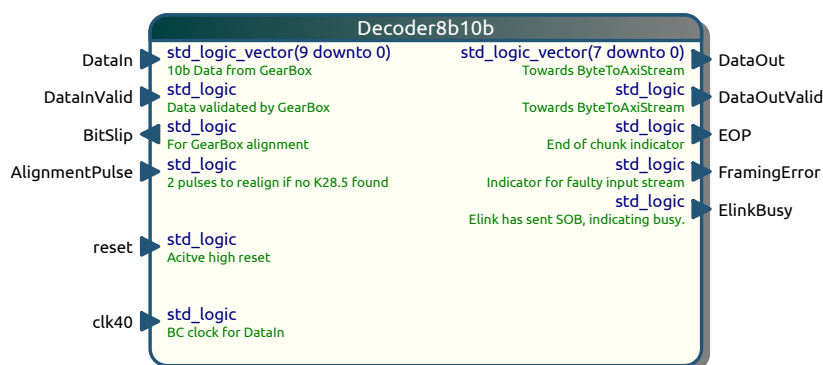 Decoder8b10b
DataIn std_logic_vector(9 downto 0) std_logic_vector(7 downto 0) DataOut
10b Data from GearBox Towards ByteToAxiStream
DataInValid std_logic std_logic DataOutValid
Data validated by GearBox Towards ByteToAxiStream
BitSlip std_logic std_logic EOP
For GearBox alignment End of chunk indicator
AlignmentPulse std_logic std_logic FramingError
2 pulses to realign if no K28.5 found Indicator for faulty input stream
std_logic ElinkBusy
Elink has sent SOB, indicating busy.
reset std_logic
Acitve high reset
clk40 std_logic
BC clock for DataIn